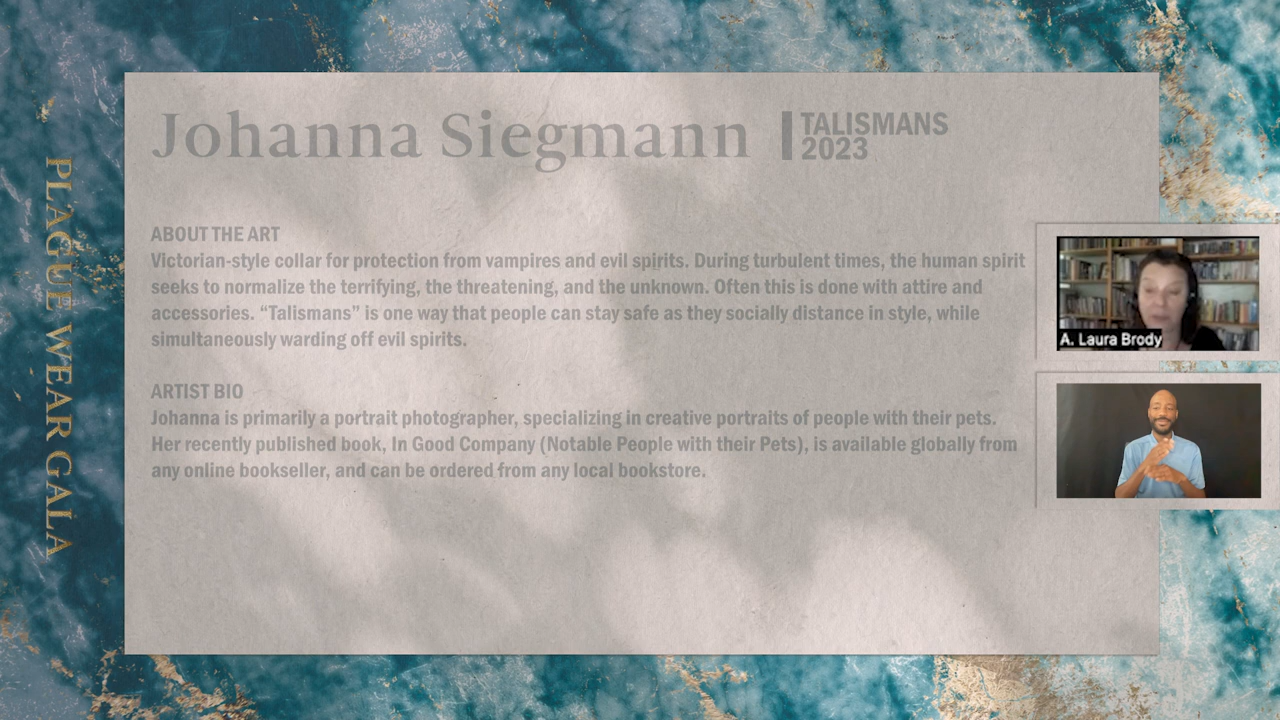 PLAGUE WEAR GALA
Johanna Siegmann
TALISMANS
2023
ABOUT THE ART
Victorian-style collar for protection from vampires and evil spirits. During turbulent times, the human spirit
seeks to normalize the terrifying, the threatening, and the unknown. Often this is done with attire and
accessories. “Talismans” is one way that people can stay safe as they socially distance in style, while
simultaneously warding off evil spirits.
ARTIST BIO
Johanna is primarily a portrait photographer, specializing in creative portraits of people with their pets.
Her recently published book, In Good Company (Notable People with their Pets), is available globally from
any online bookseller, and can be ordered from any local bookstore.
A. Laura Brody